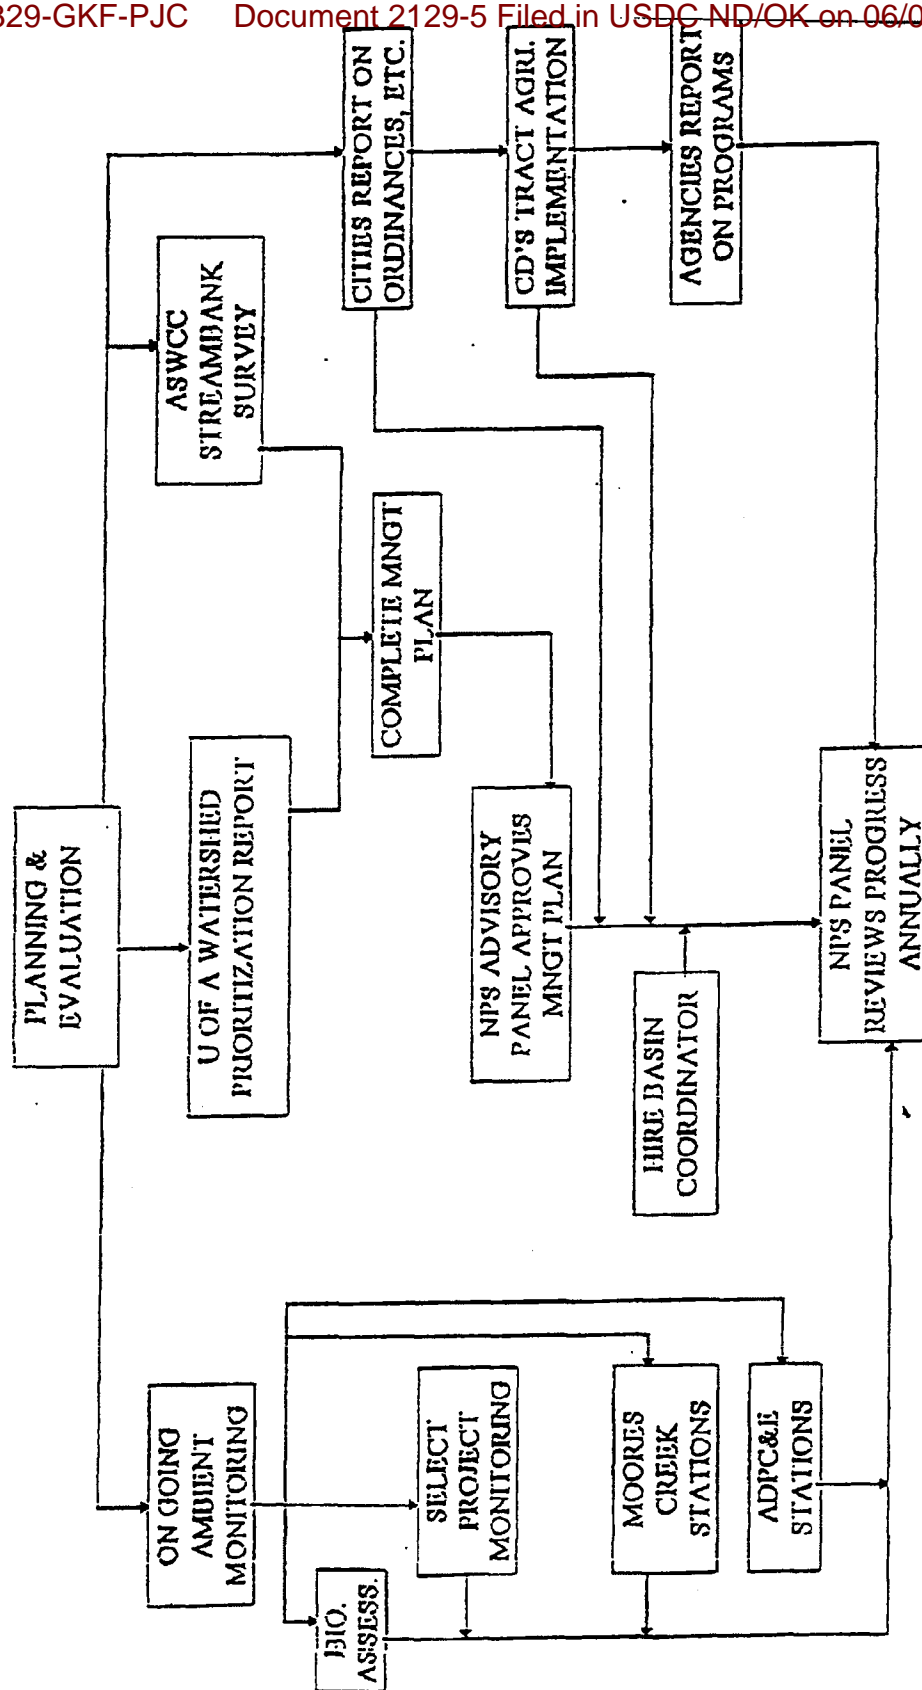 329-GKF-PJC Document 2129-5 Filed in USDC ND/OK on 06/0
PLANNING &
EVALUATION
ON GOING
AMBIENT
MONITORING
U OF A WATERSHED
PRIORITIZATION REPORT
ASWCC
STREAMBANK
SURVEY
BIO.
ASSESS.
SELECT
PROJECT
MONITORING
COMPLETE MNGT
PLAN
CITIES REPORT ON
ORDINANCES, ETC.
NPS ADVISORY
PANEL APPROVES
MNGT PLAN
CD'S TRACT AGRI.
IMPLEMENTATION
MOORES
CREEK
STATIONS
HIRE BASIN
COORDINATOR
AGENCIES REPORT
ON PROGRAMS
ADPC&E
STATIONS
NPS PANEL
REVIEWS PROGRESS
ANNUALLY